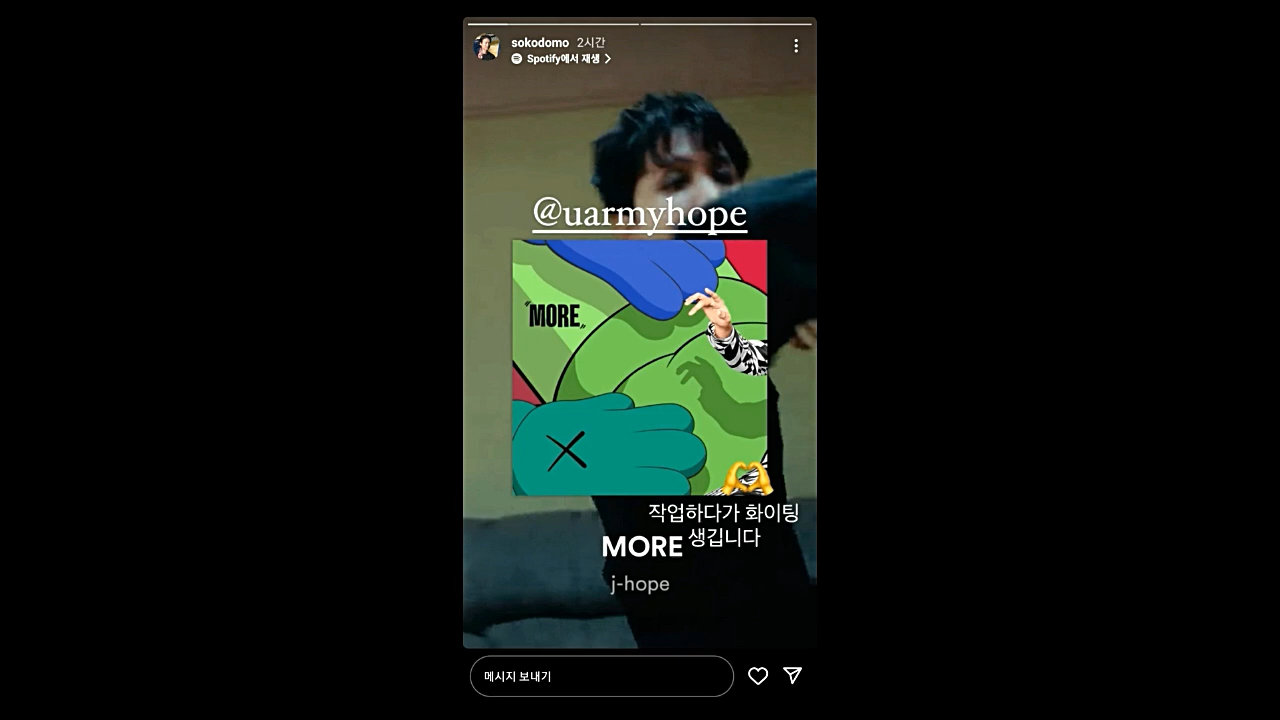 sokodomo 2시간
Spotify에서 재생
@uarmyhope
"MORE„
작업하다가 화이팅
생깁니다
MORE
j-hope
메시지 보내기